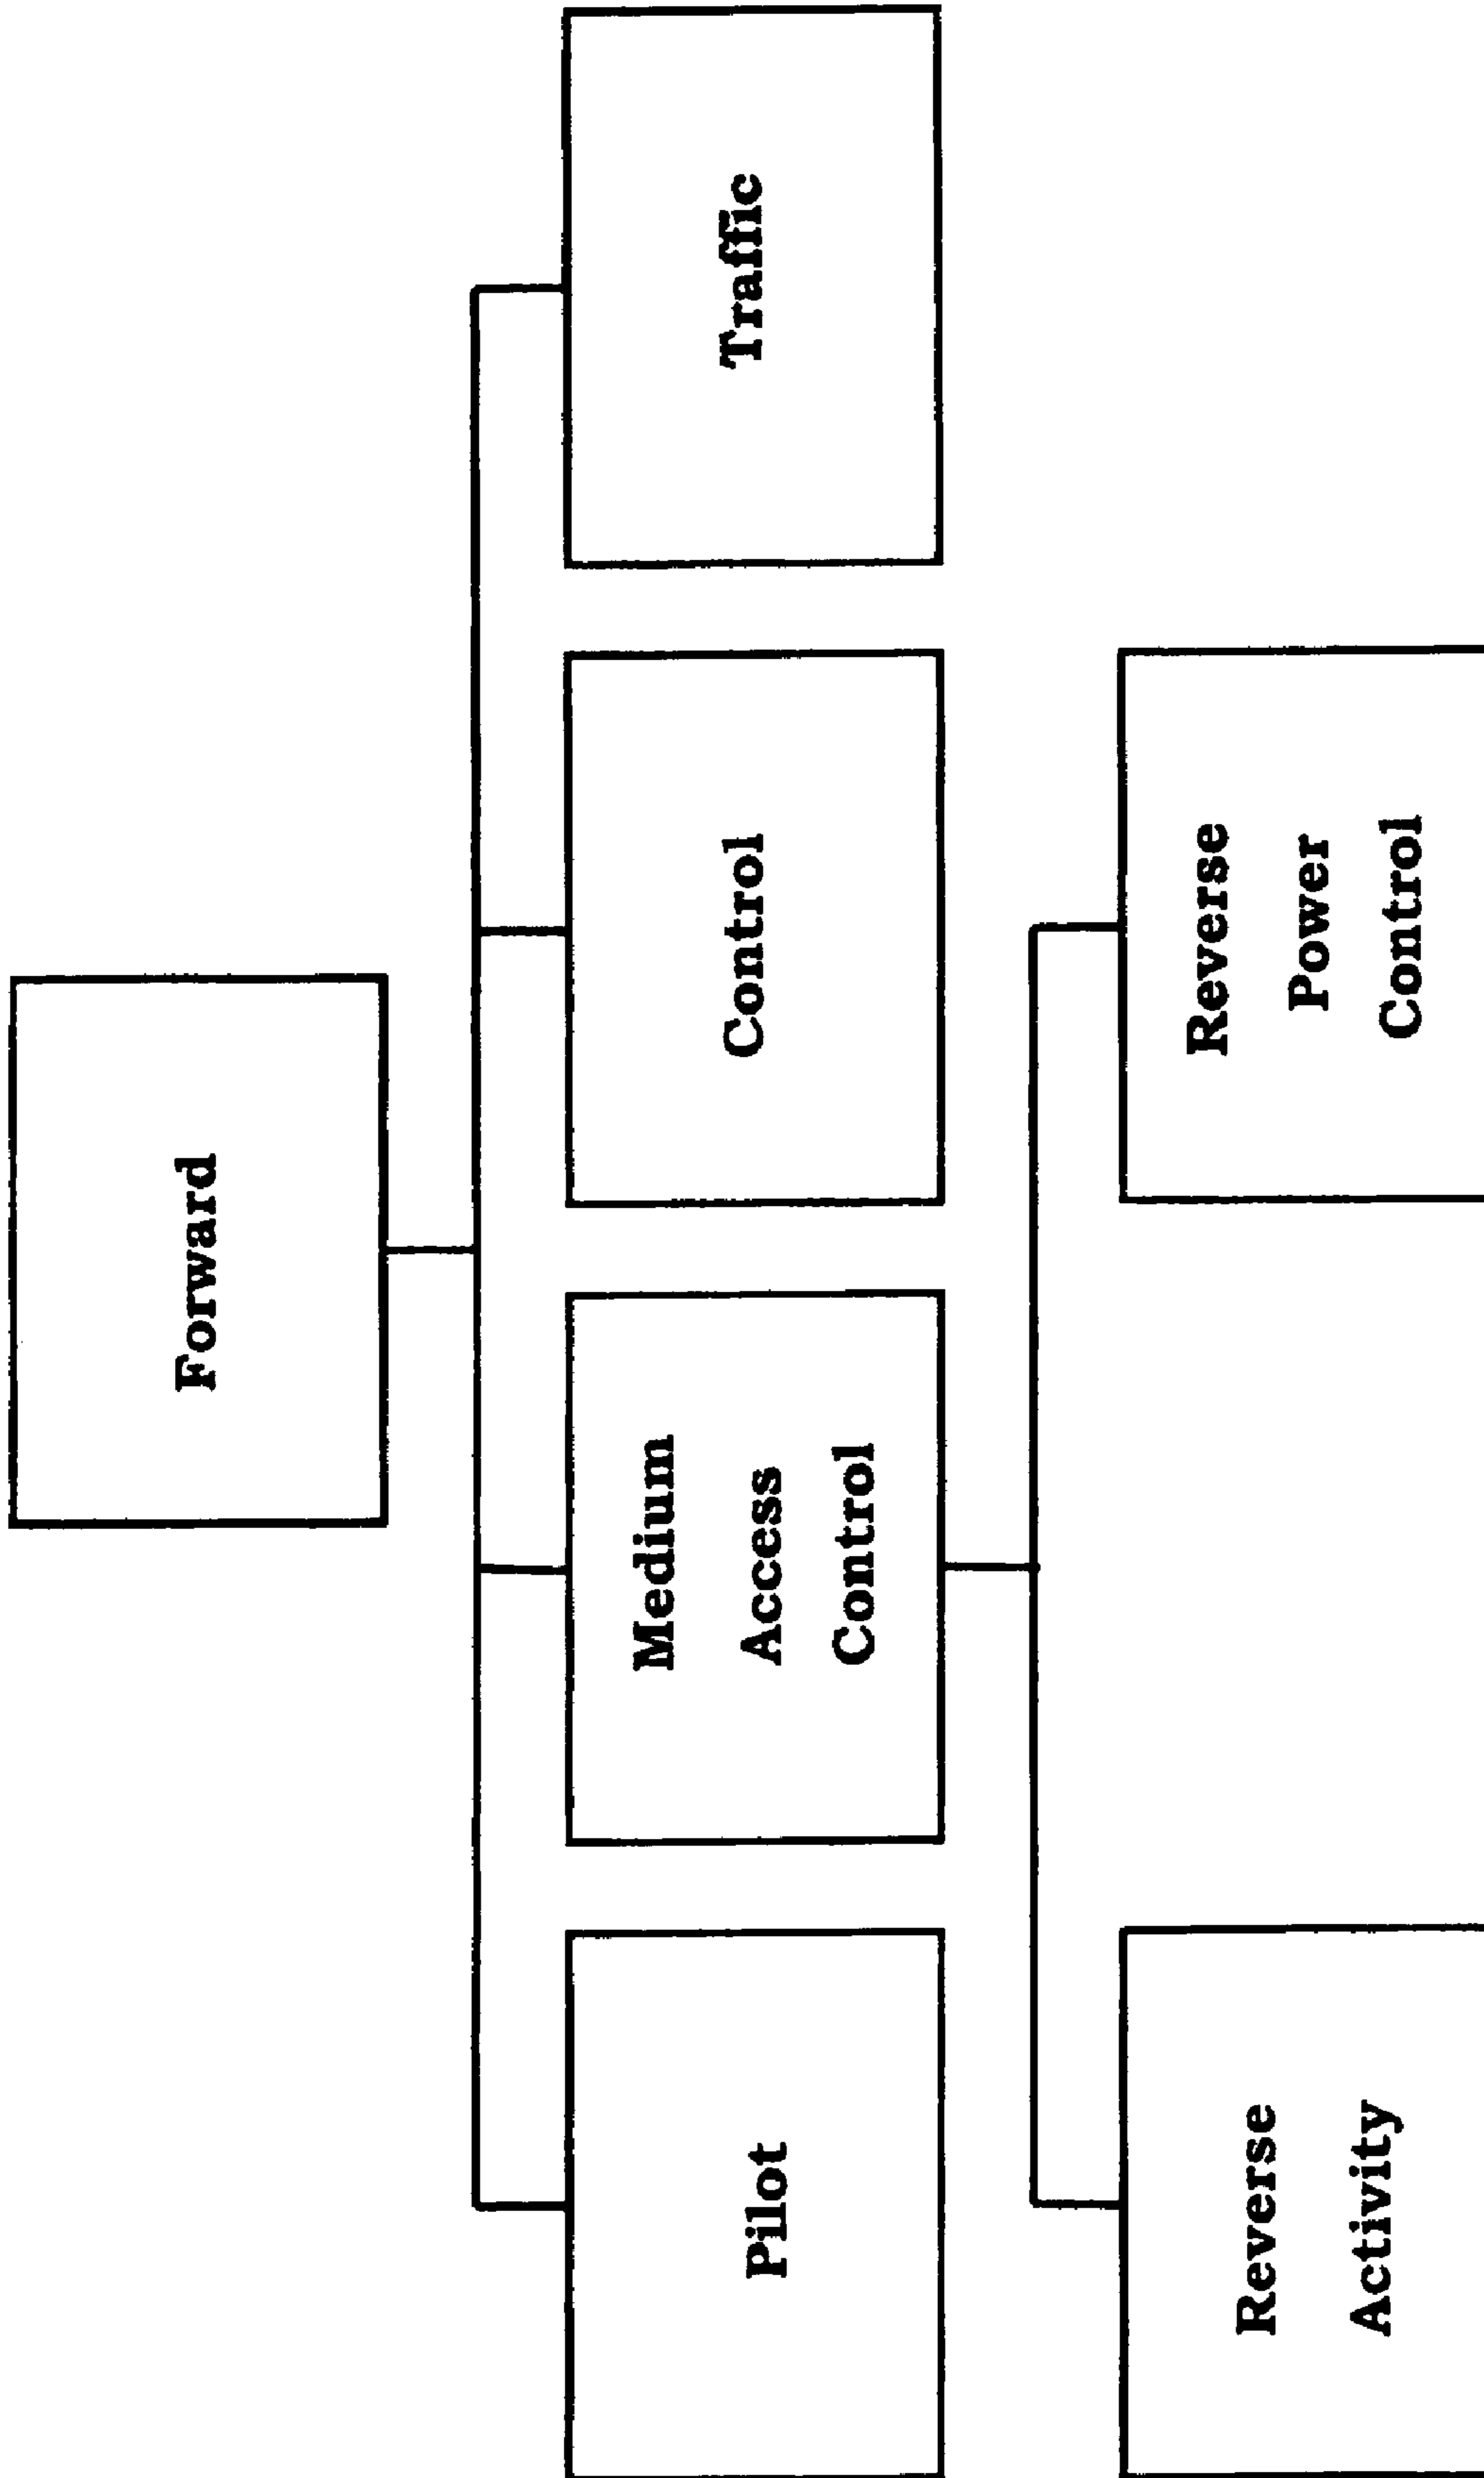 Forward
Pilot
Medium
Access
Control
Control
Traffic
Reverse
Activity
Reverse
Power
Control